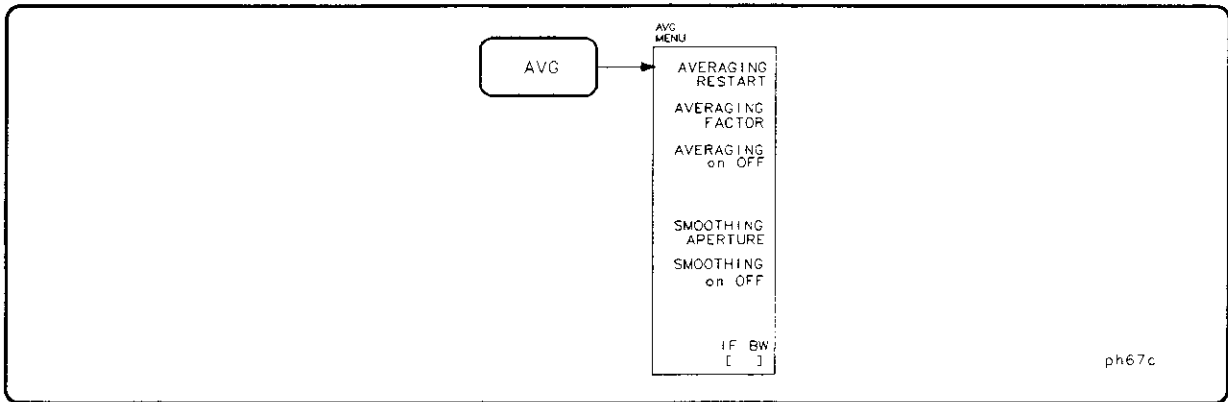 AVG
MENU
AVG
AVERAGING
RESTART
AVERAGING
FACTOR
AVERAGING
on OFF
SMOOTHING
APERTURE
SMOOTHING
on OFF
IF BW
[ ]
ph67c